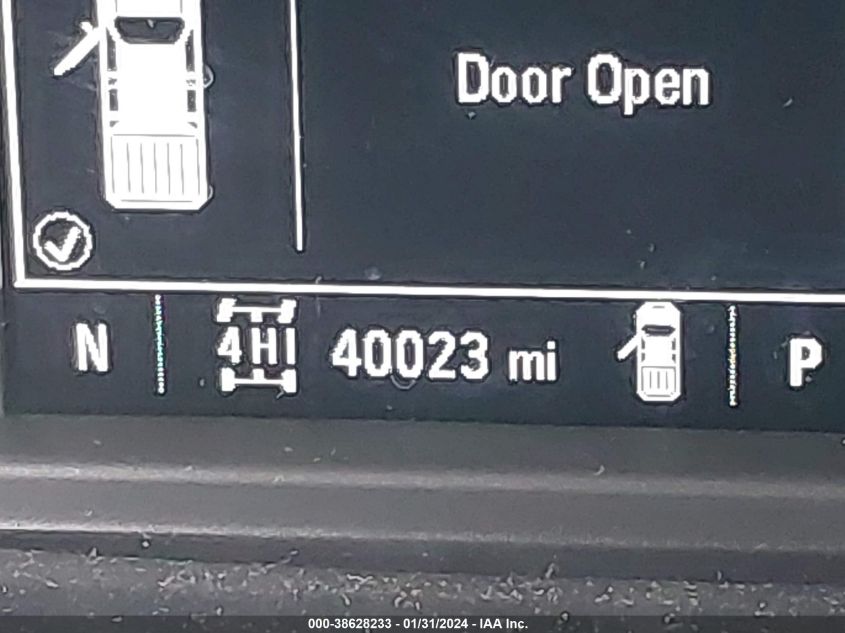 Door Open
N 4HI 40023 mi P
000-38628233 - 01/31/2024 - IAA Inc.